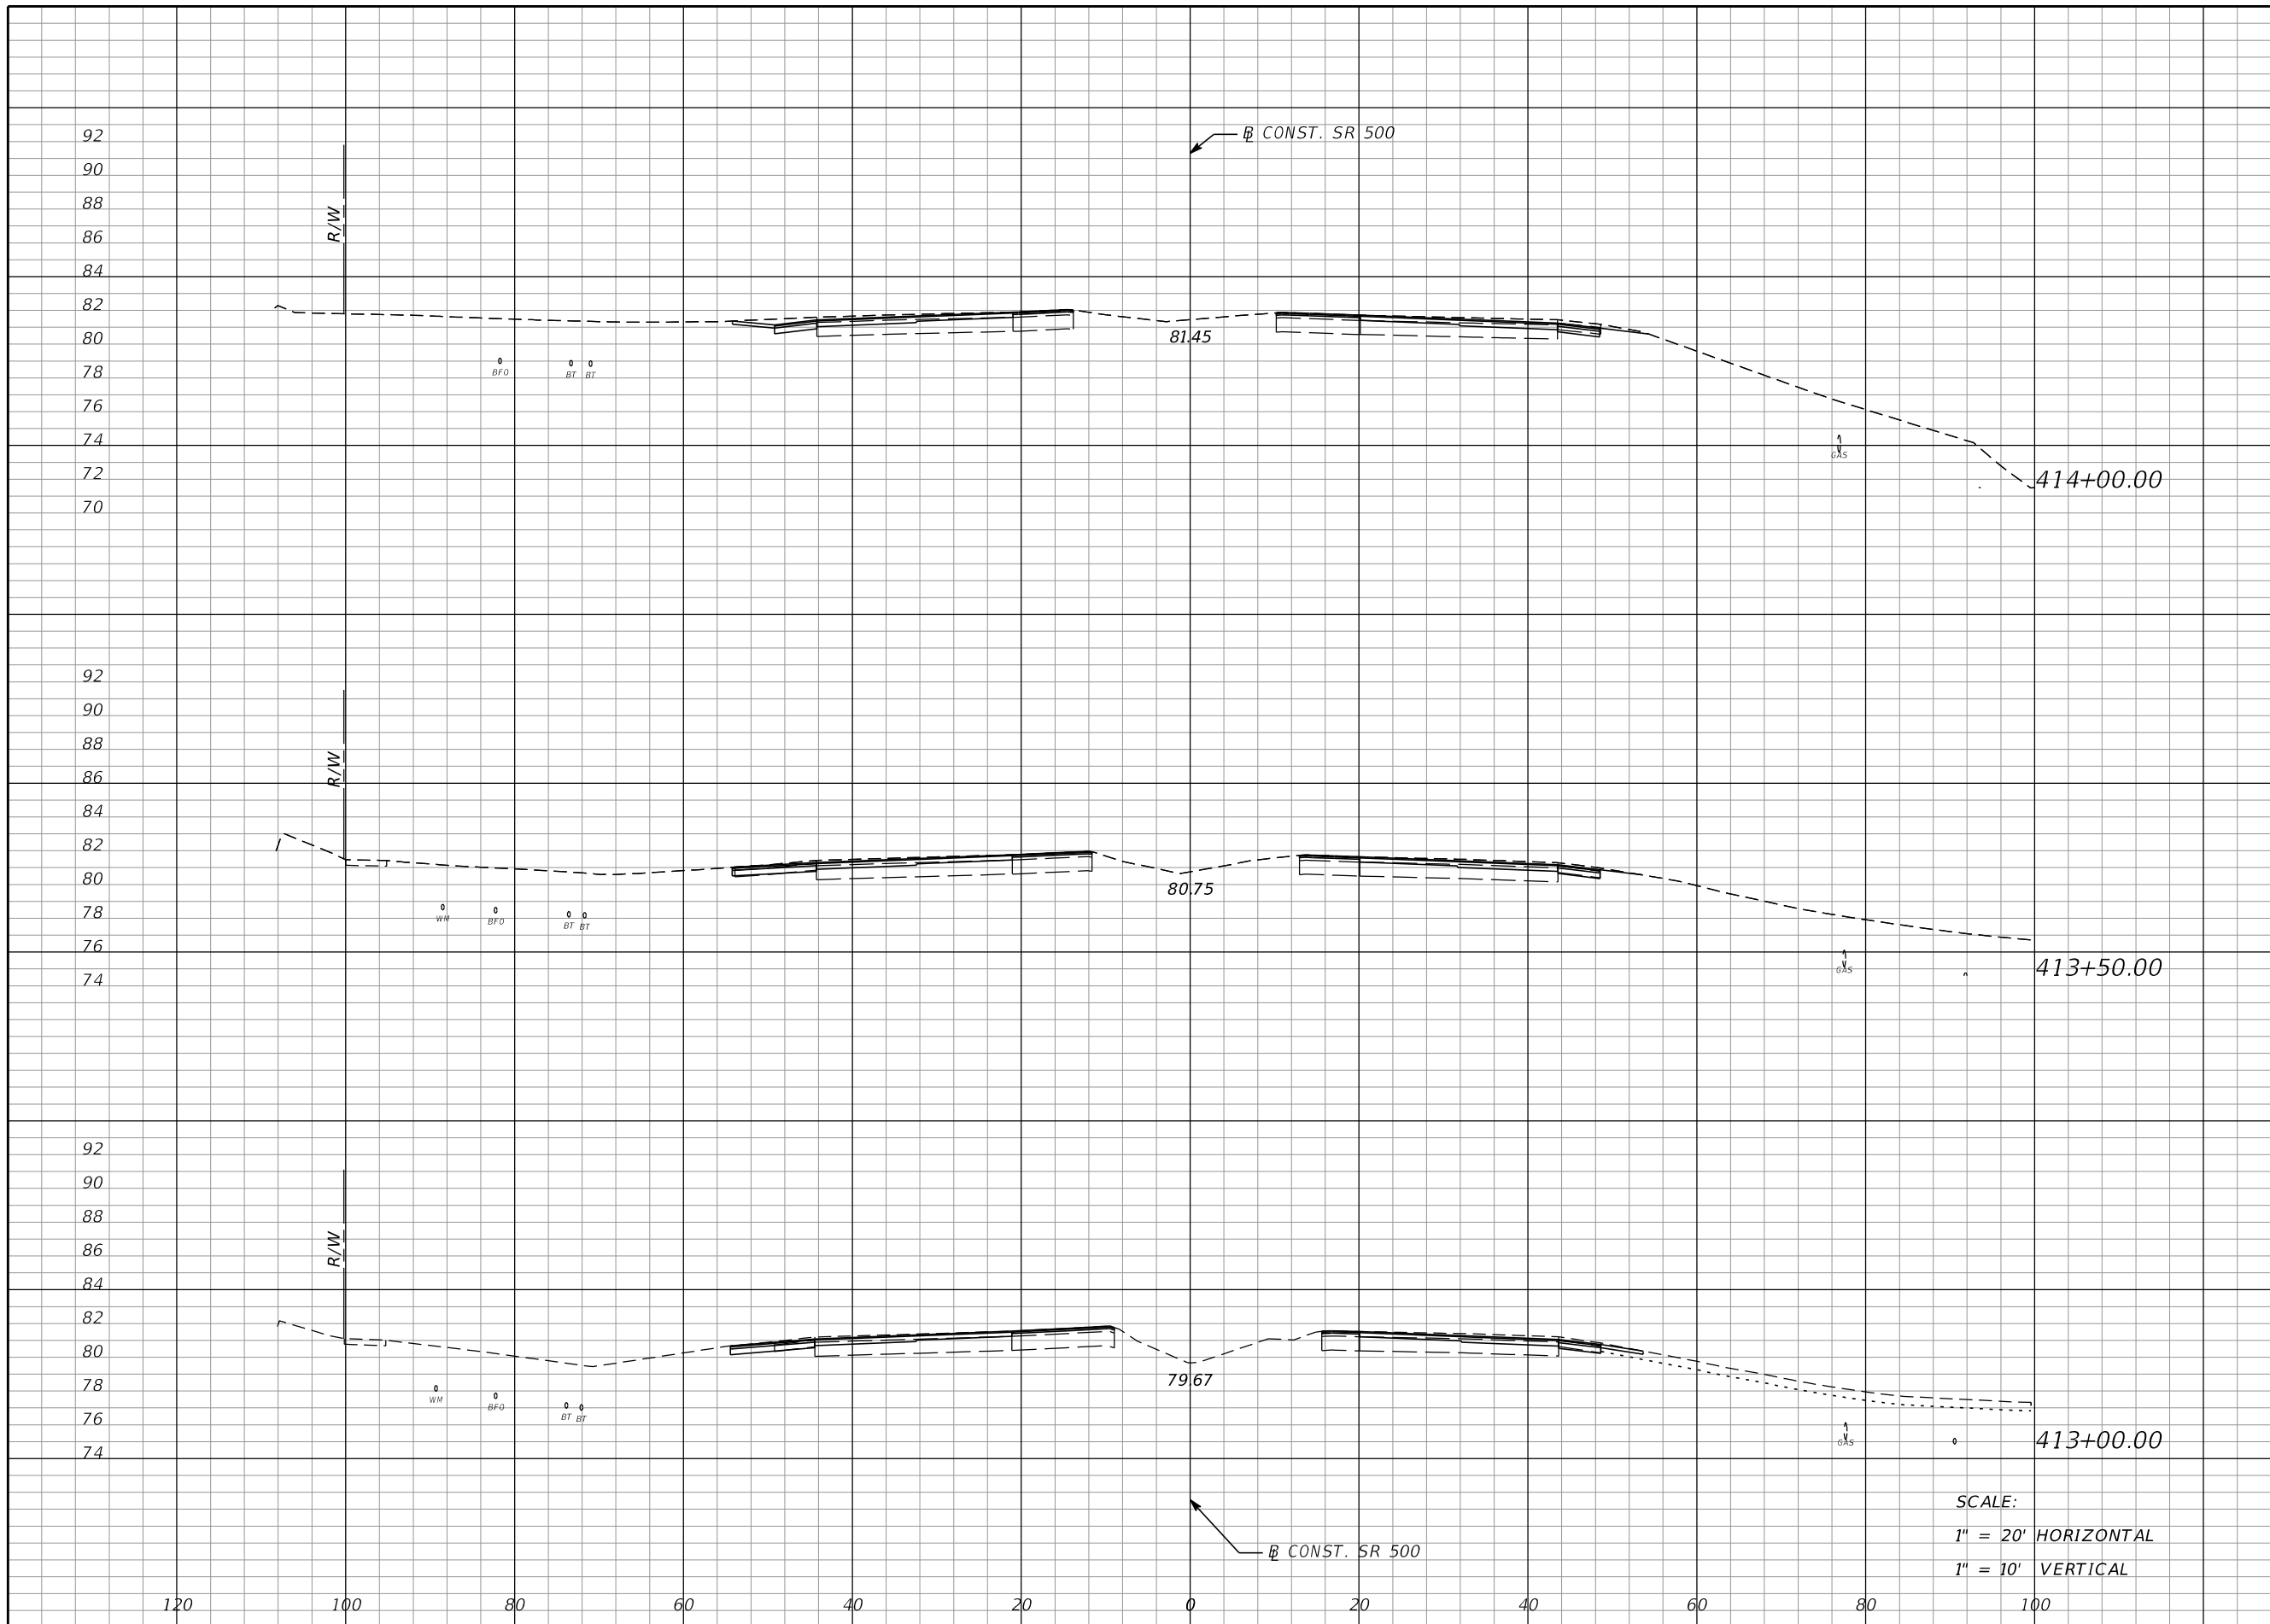 92
BL CONST. SR 500
90
88
R/W
86
84
82
80
81.45
78
BFO BT BT
76
74
GAS
72
414+00.00
70
92
90
88
R/W
86
84
82
80
80.75
78
WM BFO BT BT
76
413+50.00
GAS
74
92
90
88
R/W
86
84
82
80
79.67
78
WM BFO BT BT
76
413+00.00
GAS
74
SCALE:
1" = 20' HORIZONTAL
BL CONST. SR 500
1" = 10' VERTICAL
120 100 80 60 40 20 0 20 40 60 80 100